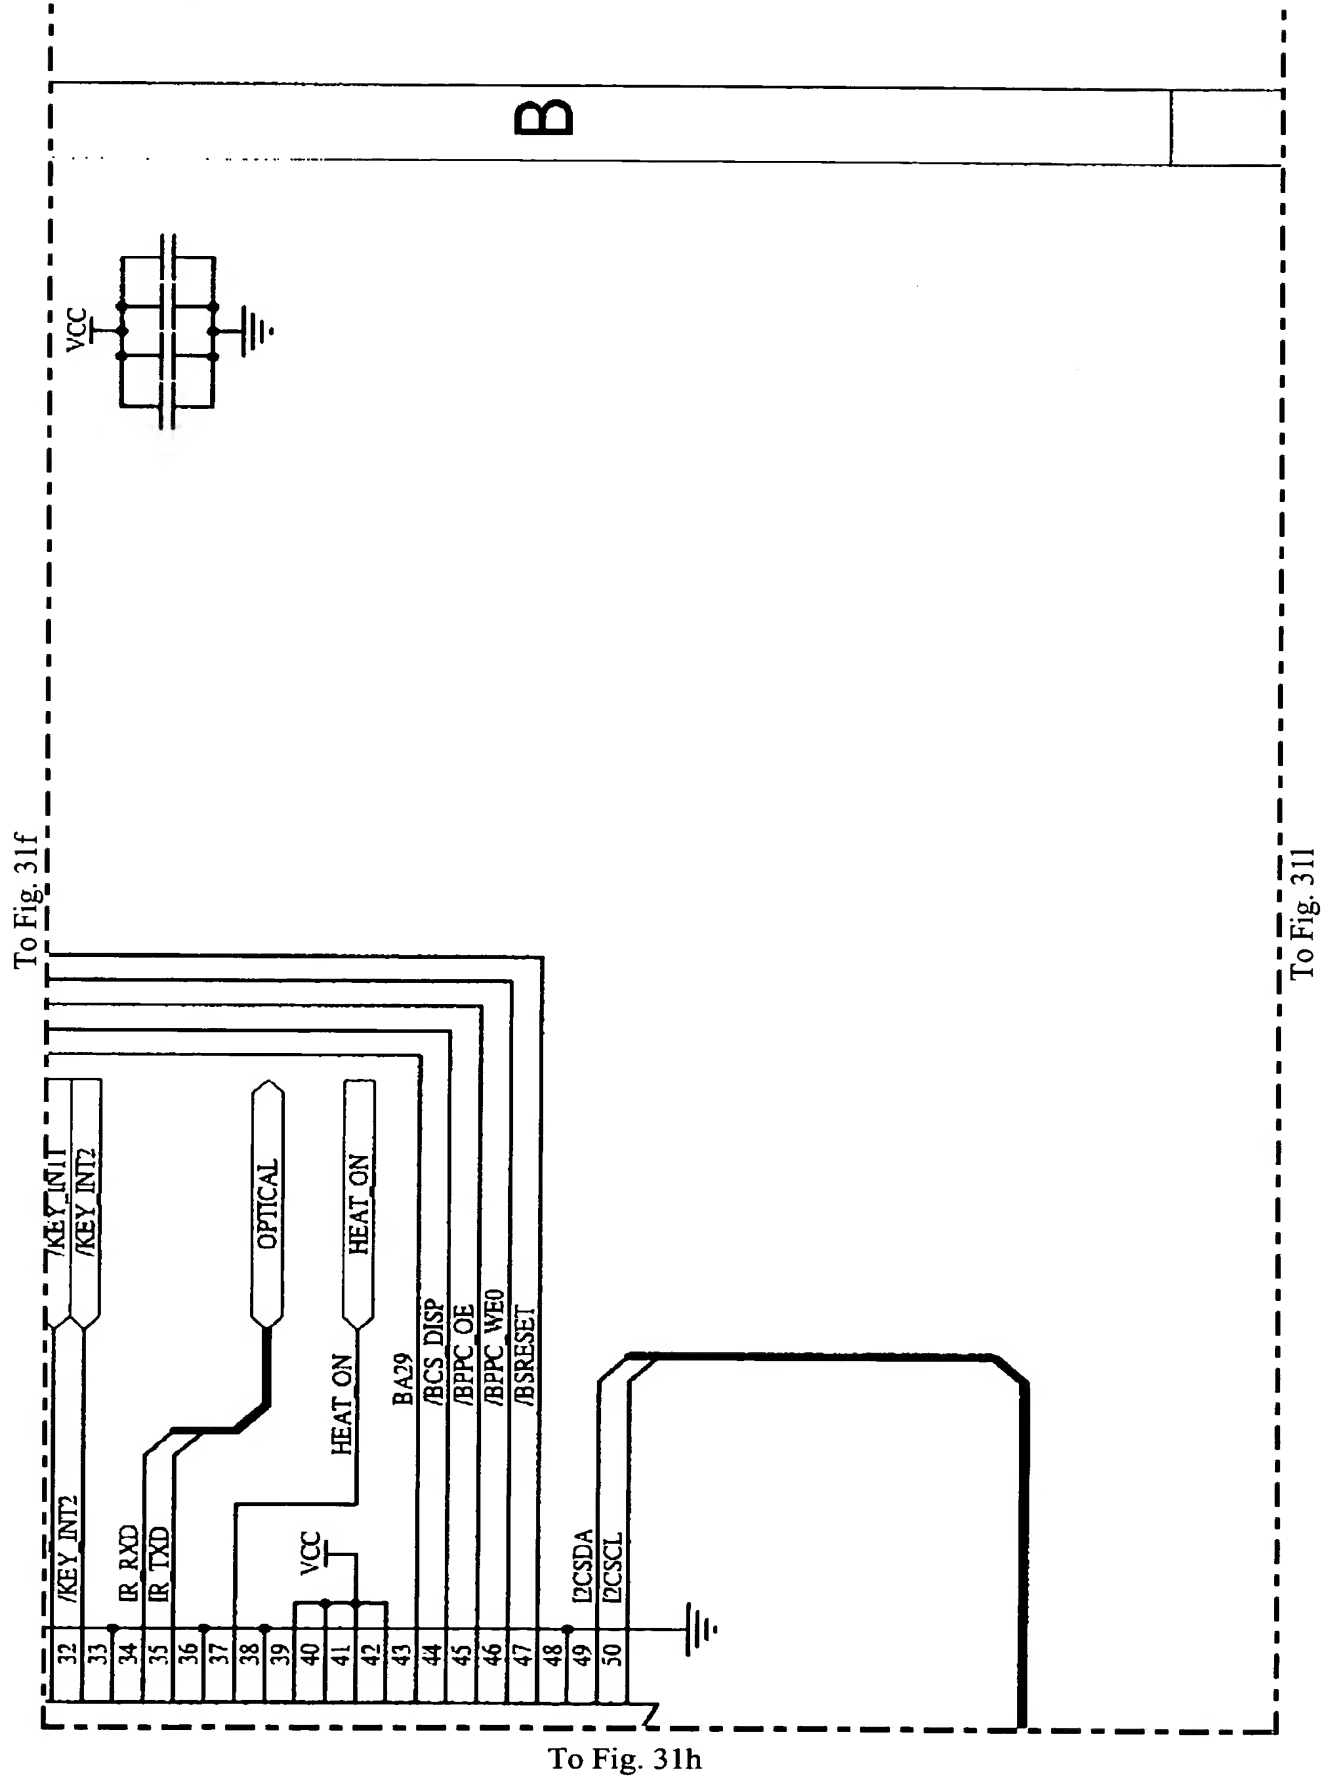 B
VCC
To Fig. 31f
/KEY_INT1
/KEY_INT2
OPTICAL
HEAT_ON
HEAT_ON
BA29
/BCS_DISP
/BPPC_OE
/BPPC_WE0
/BSRESET
/KEY_INT2
IR_RXD
IR_TXD
VCC
I2CSDA
I2CSCL
32
33
34
35
36
37
38
39
40
41
42
43
44
45
46
47
48
49
50
To Fig. 31l
To Fig. 31h